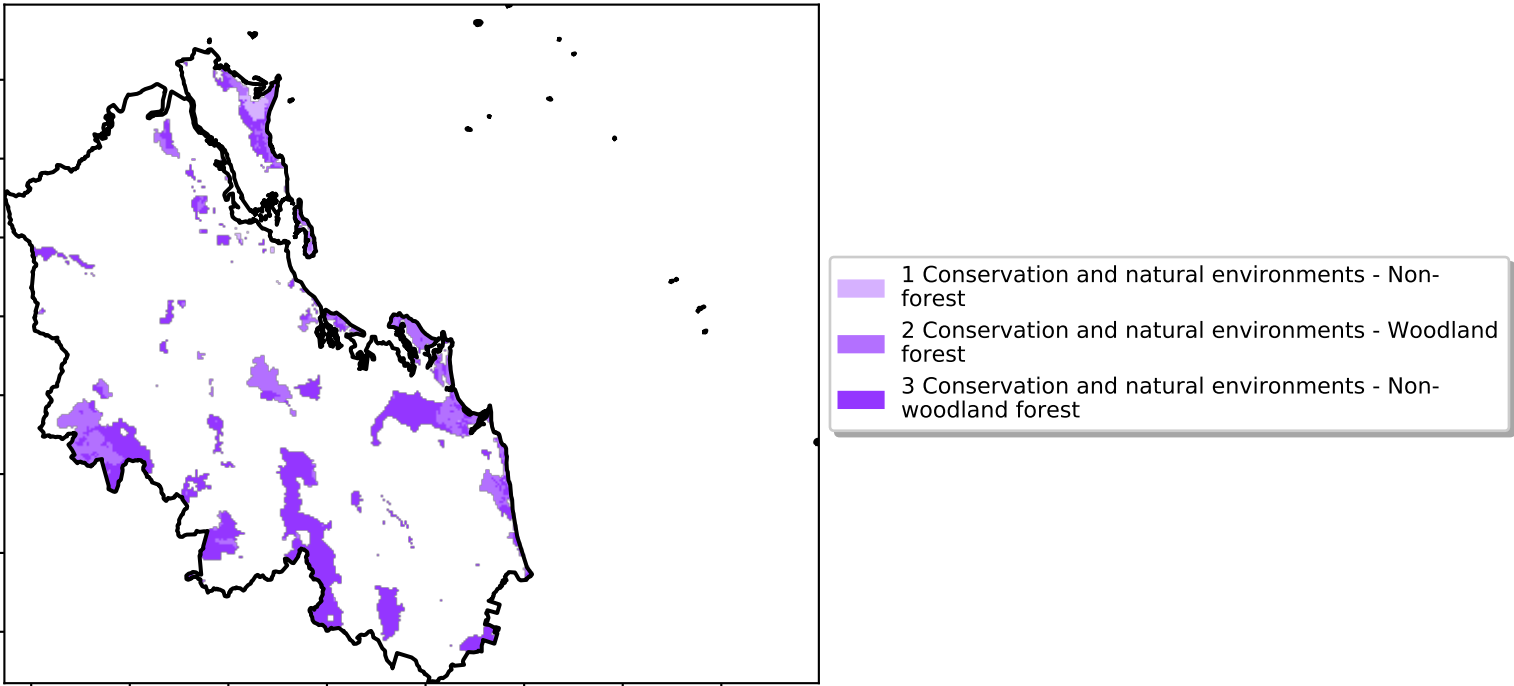 1 Conservation and natural environments - Non-
forest
2 Conservation and natural environments - Woodland
forest
3 Conservation and natural environments - Non-
woodland forest